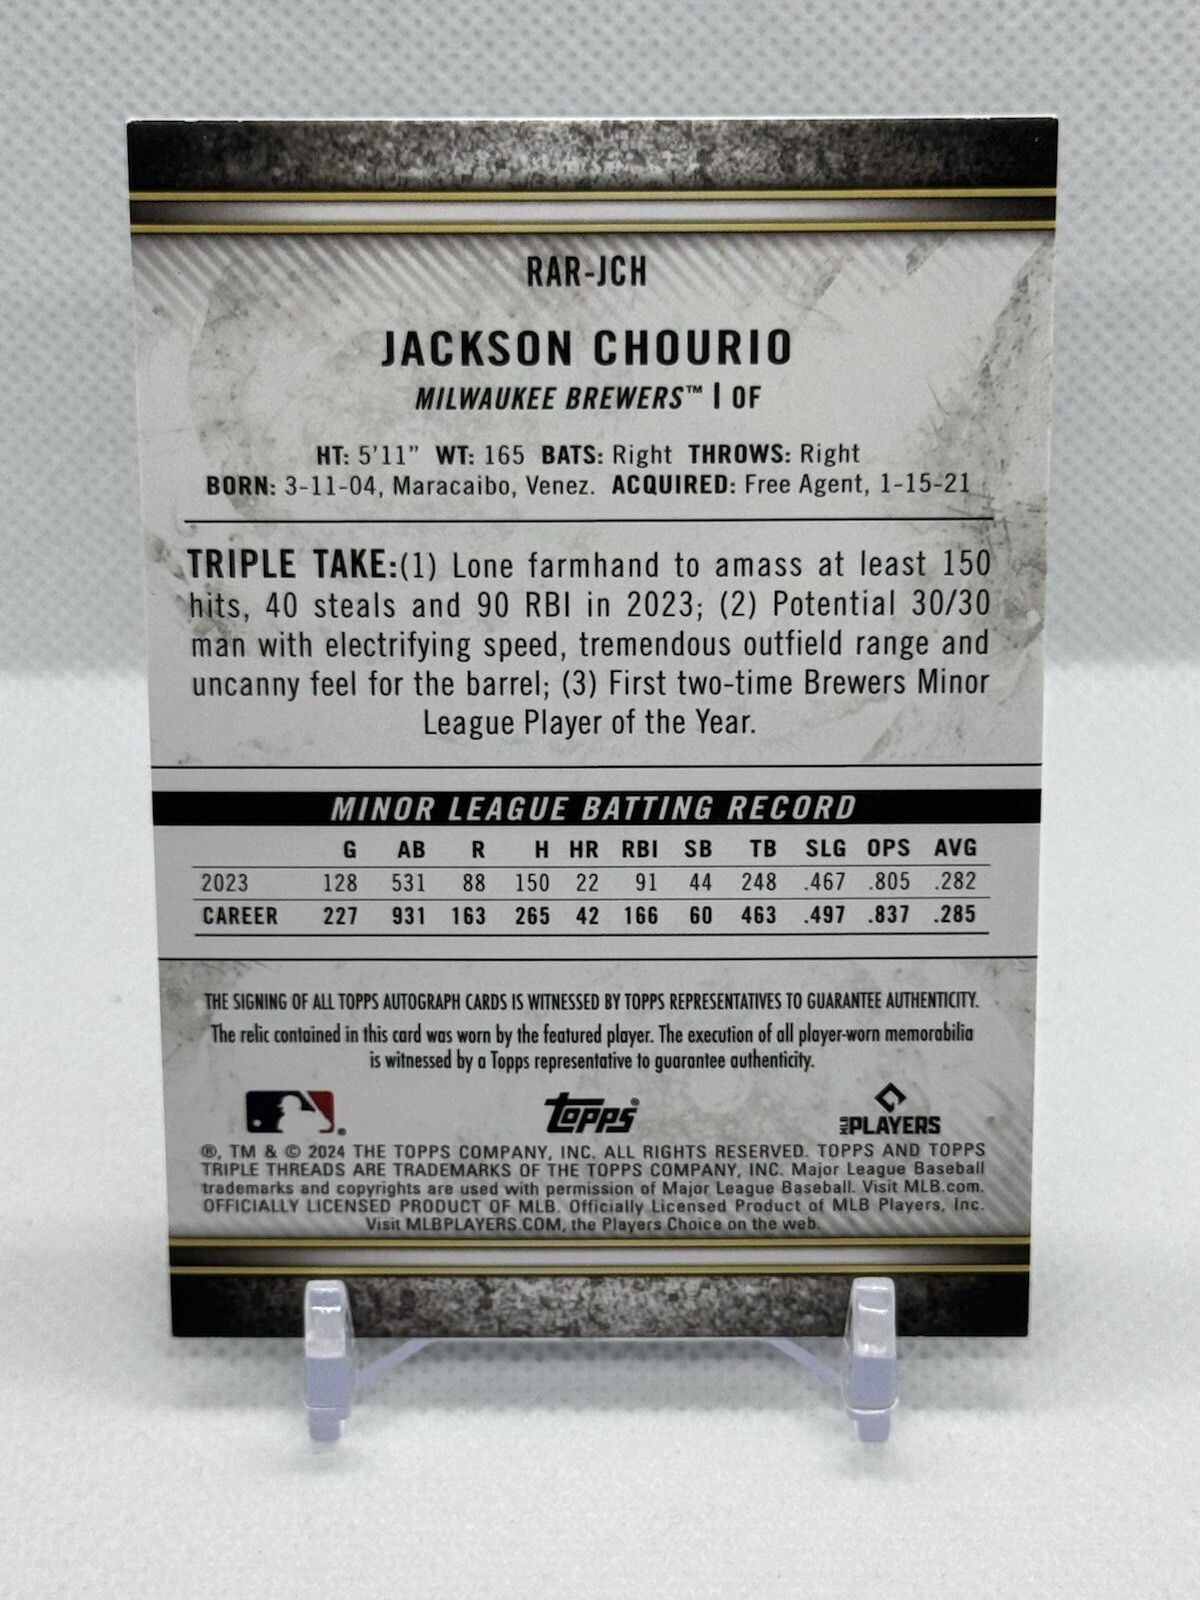 RAR-JCH
JACKSON CHOURIO
MILWAUKEE BREWERS™ | OF
HT: 5'11" WT: 165 BATS: Right THROWS: Right
BORN: 3-11-04, Maracaibo, Venez. ACQUIRED: Free Agent, 1-15-21
TRIPLE TAKE:(1) Lone farmhand to amass at least 150
hits, 40 steals and 90 RBI in 2023; (2) Potential 30/30
man with electrifying speed, tremendous outfield range and
uncanny feel for the barrel; (3) First two-time Brewers Minor
League Player of the Year.
MINOR LEAGUE BATTING RECORD
G AB R H HR RBI SB TB SLG OPS AVG
2023 128 531 88 150 22 91 44 248 .467 .805 .282
CAREER 227 931 163 265 42 166 60 463 .497 .837 .285
THE SIGNING OF ALL TOPPS AUTOGRAPH CARDS IS WITNESSED BY TOPPS REPRESENTATIVES TO GUARANTEE AUTHENTICITY.
The relic contained in this card was worn by the featured player. The execution of all player-worn memorabilia
is witnessed by a Topps representative to guarantee authenticity.
® Topps® MLB PLAYERS
®, TM & © 2024 THE TOPPS COMPANY, INC. ALL RIGHTS RESERVED. TOPPS AND TOPPS
TRIPLE THREADS ARE TRADEMARKS OF THE TOPPS COMPANY, INC. Major League Baseball
trademarks and copyrights are used with permission of Major League Baseball. Visit MLB.com.
OFFICIALLY LICENSED PRODUCT OF MLB. Officially Licensed Product of MLB Players, Inc.
Visit MLBPLAYERS.COM, the Players Choice on the web.